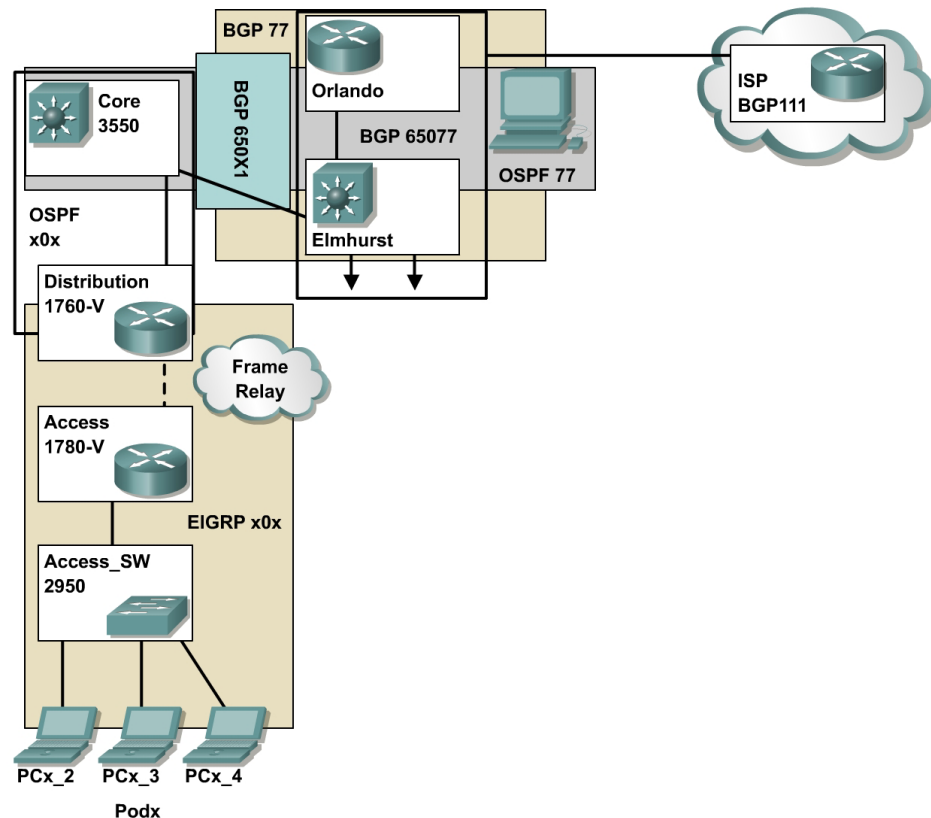 BGP 77
Orlando
ISP
BGP111
Core
3550
BGP 650X1
BGP 65077
OSPF 77
Elmhurst
OSPF
x0x
Distribution
1760-V
Frame
Relay
Access
1780-V
EIGRP x0x
Access_SW
2950
PCx_2
PCx_3
PCx_4
Podx